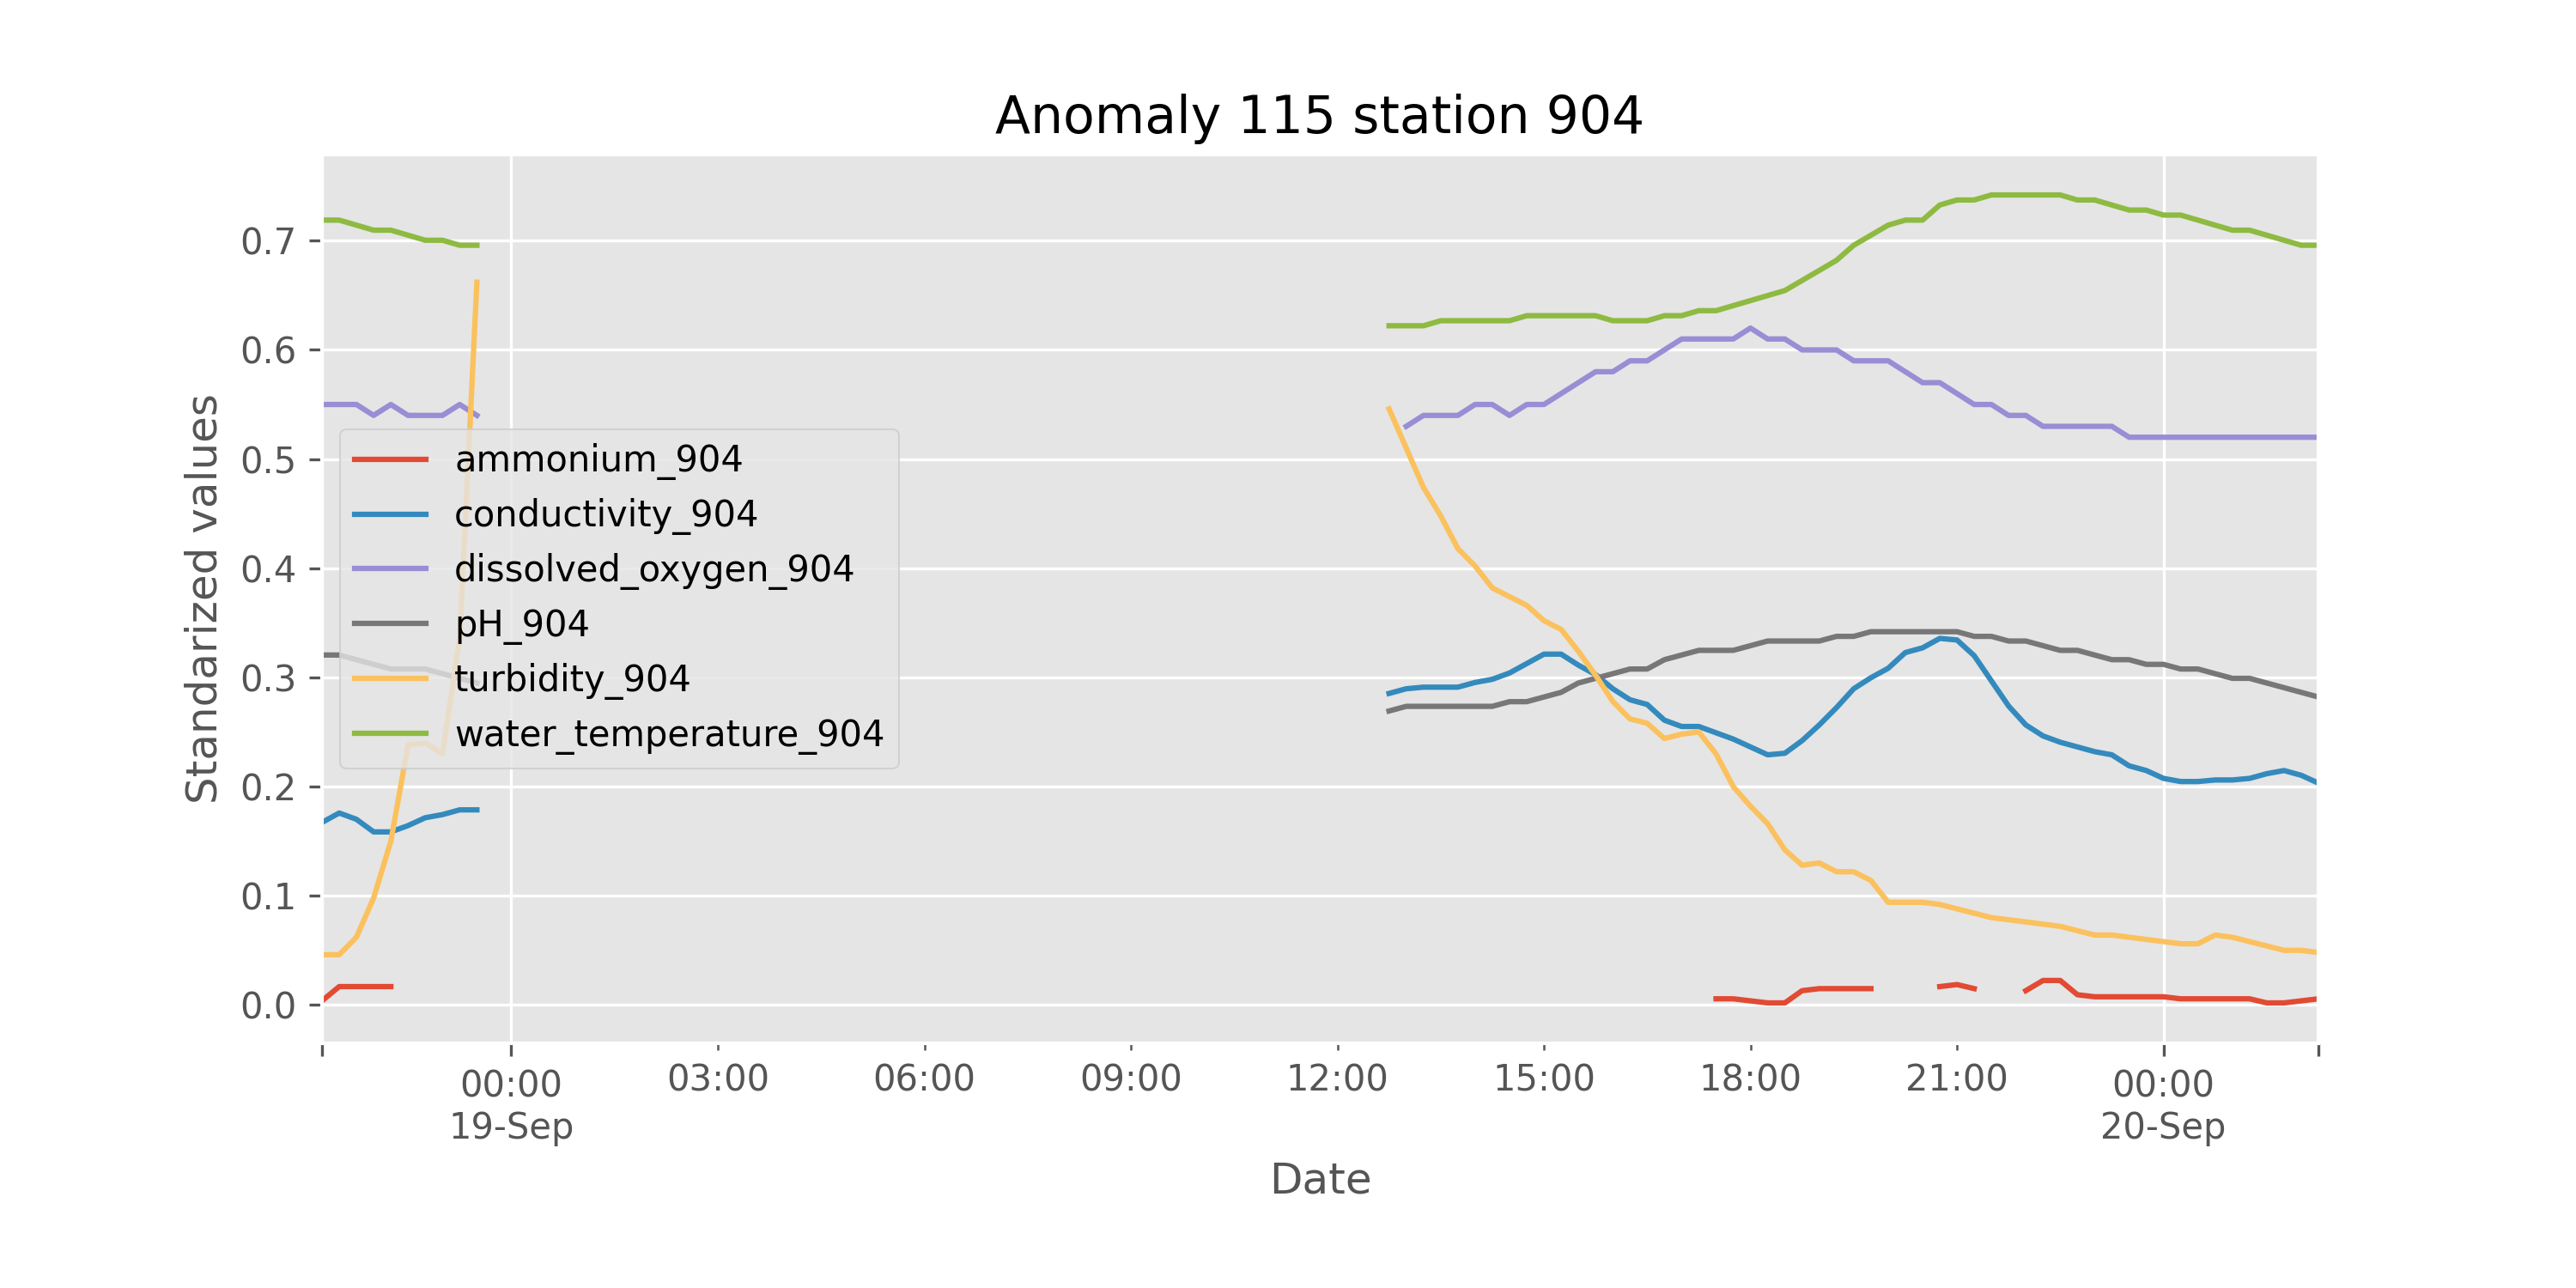 Anomaly 115 station 904
Standarized values
0.7
0.6
0.5
0.4
0.3
0.2
0.1
0.0
ammonium_904
conductivity_904
dissolved_oxygen_904
pH_904
turbidity_904
water_temperature_904
00:00 03:00 06:00 09:00 12:00 15:00 18:00 21:00 00:00
19-Sep 20-Sep
Date